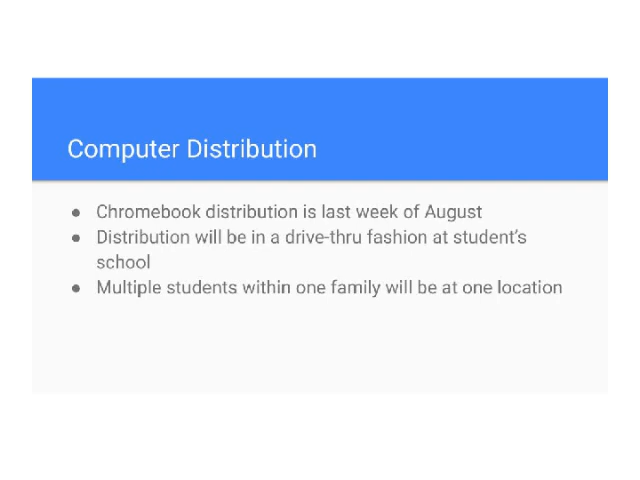 Computer Distribution
● Chromebook distribution is last week of August
● Distribution will be in a drive-thru fashion at student's
school
● Multiple students within one family will be at one location